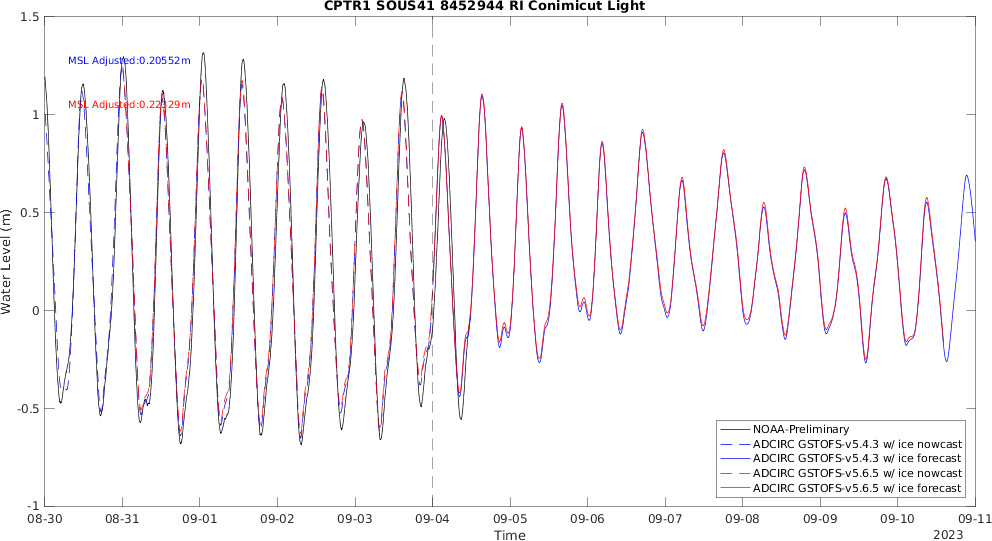 CPTR1 SOUS41 8452944 RI Conimicut Light
1.5
MSL Adjusted:0.20552m
MSL Adjusted:0.22329m
1
0.5
0
-0.5
-1
Water Level (m)
NOAA-Preliminary
ADCIRC GSTOFS-v5.4.3 w/ ice nowcast
ADCIRC GSTOFS-v5.4.3 w/ ice forecast
ADCIRC GSTOFS-v5.6.5 w/ ice nowcast
ADCIRC GSTOFS-v5.6.5 w/ ice forecast
08-30 08-31 09-01 09-02 09-03 09-04 09-05 09-06 09-07 09-08 09-09 09-10 09-11
Time
2023